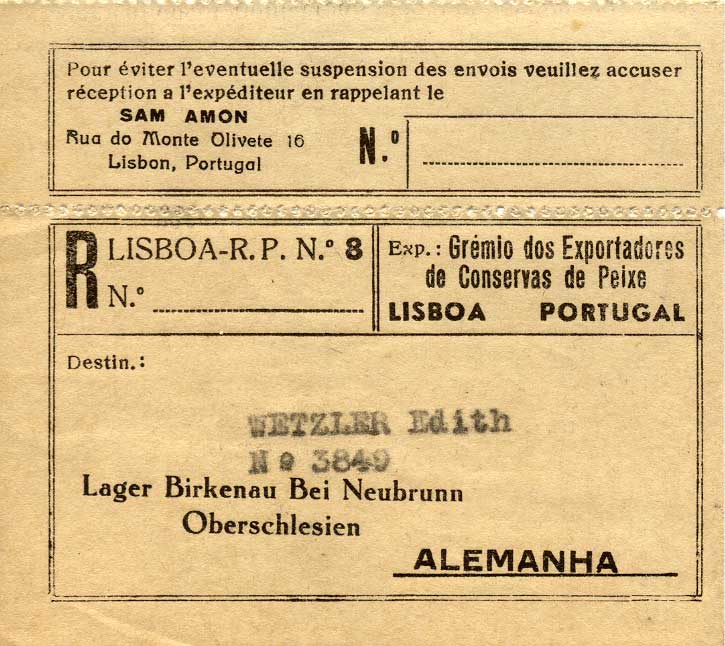 Pour éviter l'eventuelle suspension des envois veuillez accuser
réception a l'expéditeur en rappelant le
SAM AMON
Rua do Monte Olivete 16
Lisbon, Portugal
N.º
R LISBOA-R. P. N.º 8
N.º
Exp.: Grémio dos Exportadores
de Conservas de Peixe
LISBOA PORTUGAL
Destin.:
WETZLER Edith
No 3849
Lager Birkenau Bei Neubrunn
Oberschlesien
ALEMANHA